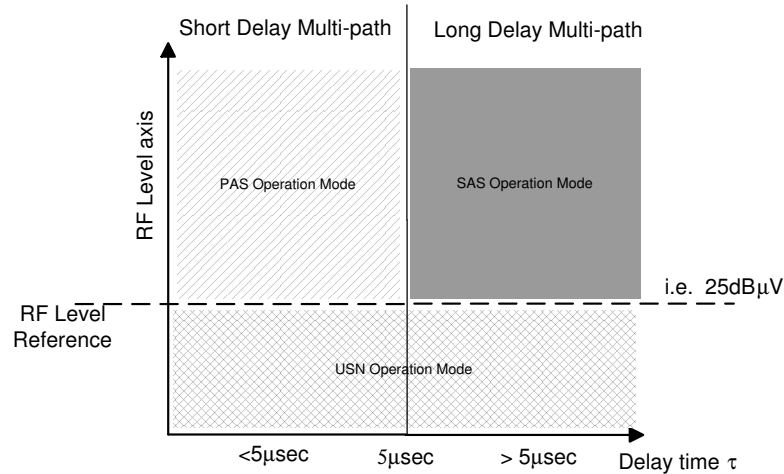 Short Delay Multi-path
Long Delay Multi-path
RF Level axis
PAS Operation Mode
SAS Operation Mode
i.e. 25dBµV
RF Level
Reference
USN Operation Mode
<5µsec
5µsec
> 5µsec
Delay time τ